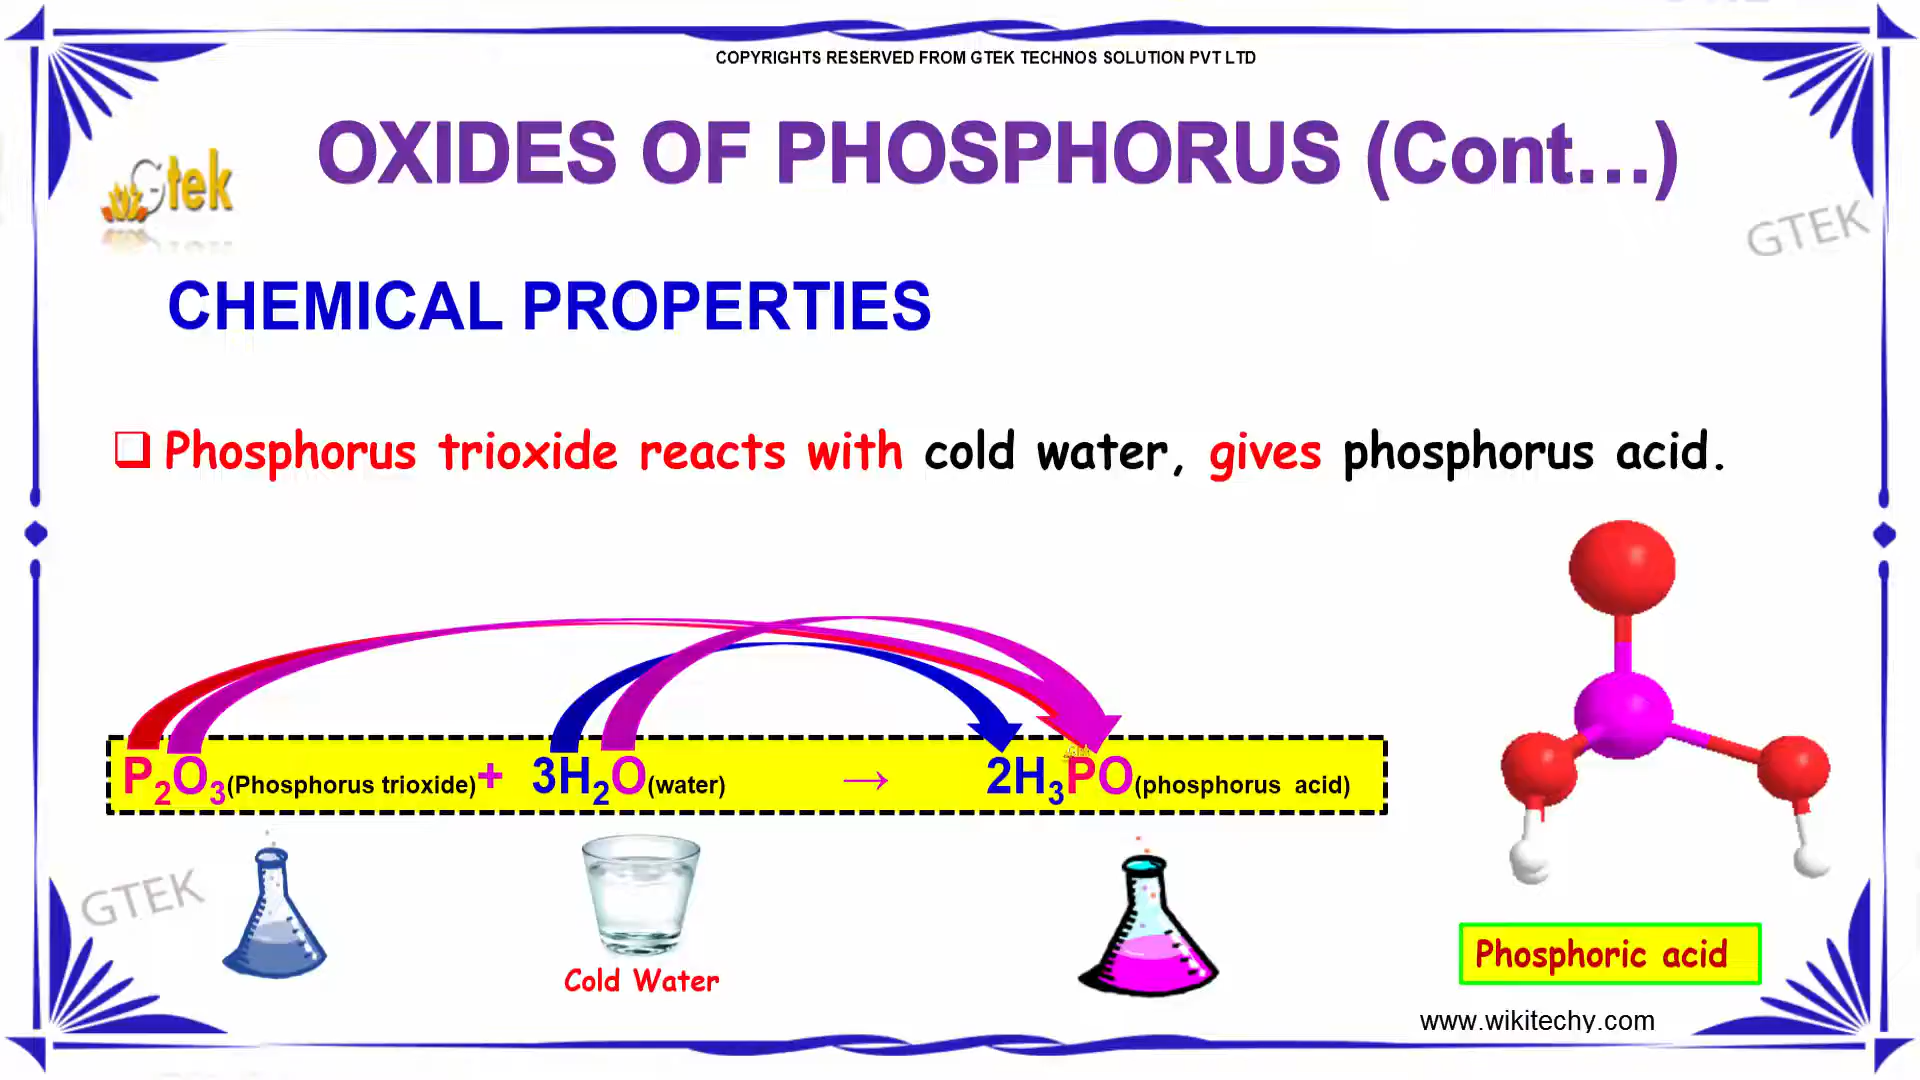 COPYRIGHTS RESERVED FROM GTEK TECHNOS SOLUTION PVT LTD
OXIDES OF PHOSPHORUS (Cont...)
Gtek
GTEK
CHEMICAL PROPERTIES
❑ Phosphorus trioxide reacts with cold water, gives phosphorus acid.
P₂O₃(Phosphorus trioxide)+ 3H₂O(water) → 2H₃PO(phosphorus acid)
GTEK
Cold Water
Phosphoric acid
www.wikitechy.com